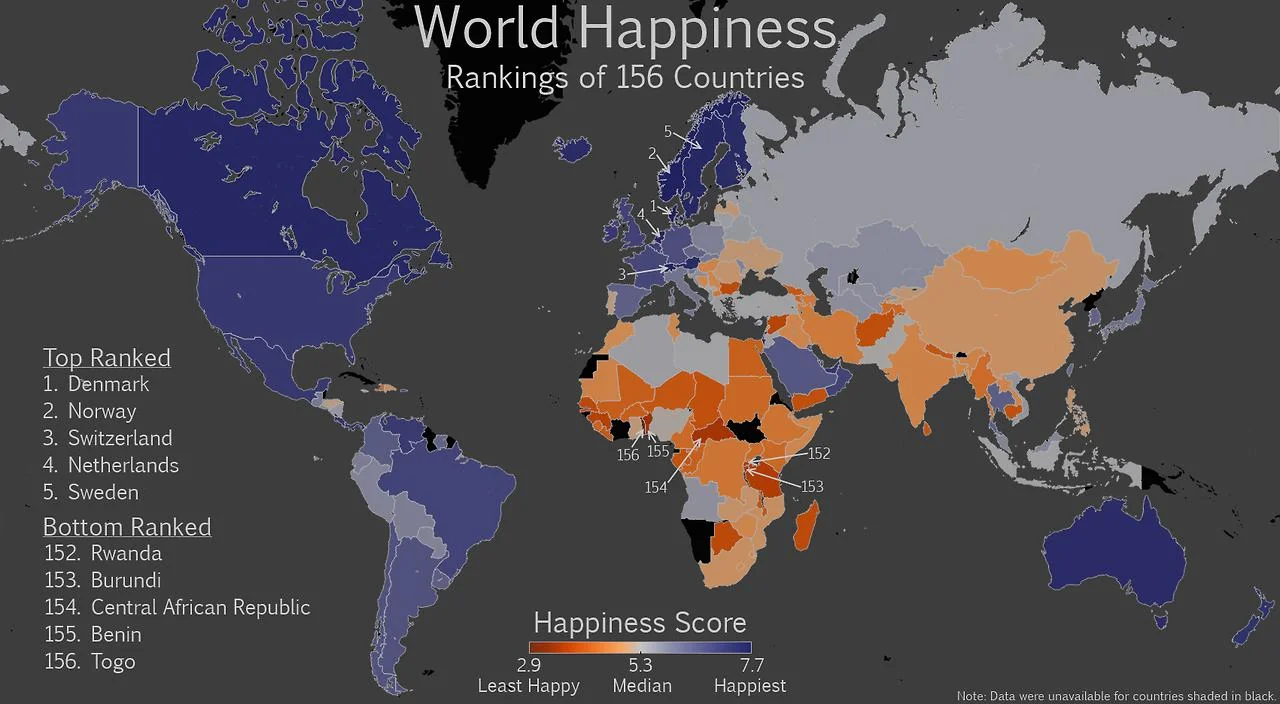 World Happiness
Rankings of 156 Countries
5
2
1
4
3
Top Ranked
1. Denmark
2. Norway
3. Switzerland
4. Netherlands
5. Sweden
156 155
152
154
153
Bottom Ranked
152. Rwanda
153. Burundi
154. Central African Republic
155. Benin
156. Togo
Happiness Score
2.9 5.3 7.7
Least Happy Median Happiest
Note: Data were unavailable for countries shaded in black.